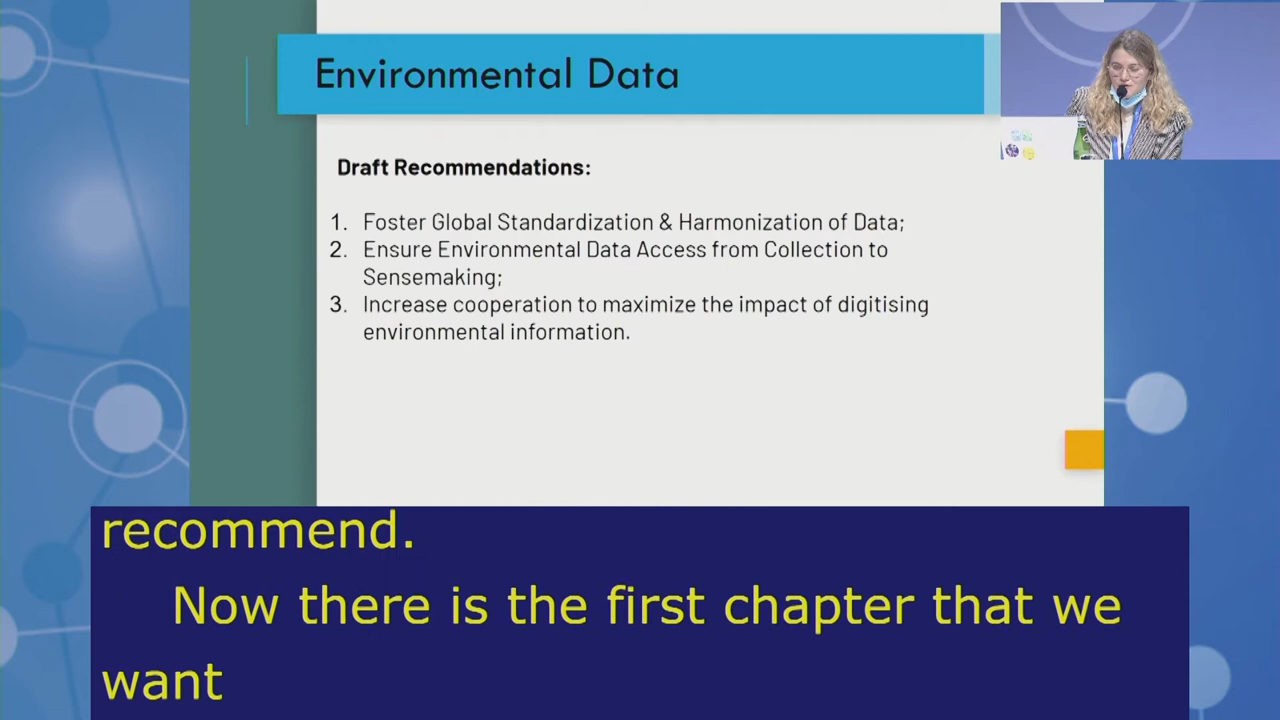 Environmental Data
Draft Recommendations:
1. Foster Global Standardization & Harmonization of Data;
2. Ensure Environmental Data Access from Collection to
Sensemaking;
3. Increase cooperation to maximize the impact of digitising
environmental information.
recommend.
Now there is the first chapter that we
want